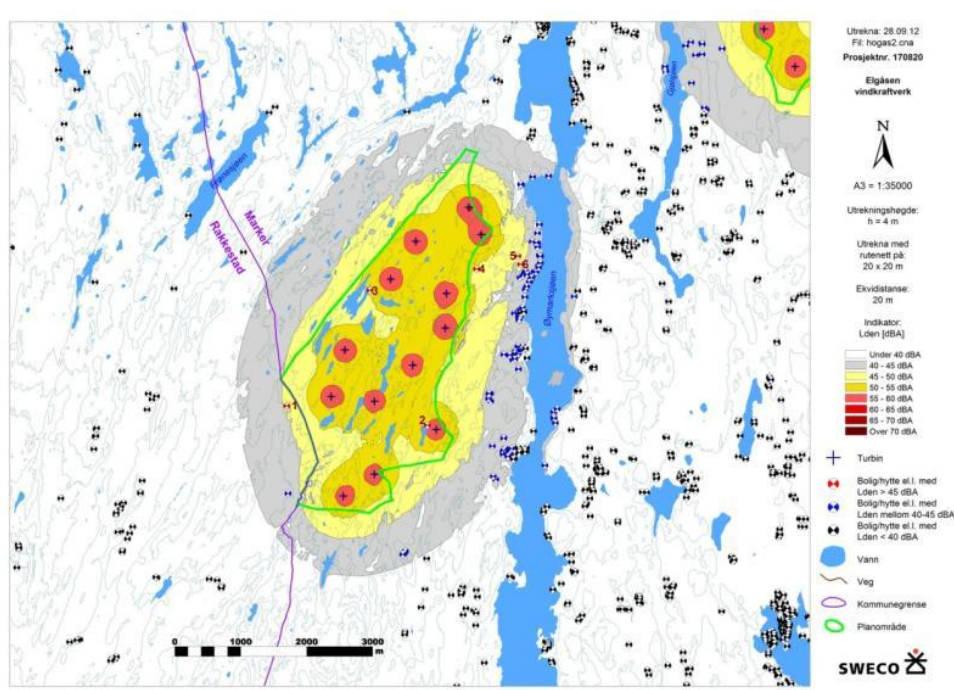 Utrekna: 28.09.12
Fil: hogas2.cna
Prosjektnr. 170820
Elgåsen
vindkraftverk
N
A3 = 1:35000
Utrekningshøgde:
h = 4 m
Utrekna med
rutenett på:
20 x 20 m
Ekvidistanse:
20 m
Indikator:
Lden [dBA]
Under 40 dBA
40 - 45 dBA
45 - 50 dBA
50 - 55 dBA
55 - 60 dBA
60 - 65 dBA
65 - 70 dBA
Over 70 dBA
Turbin
Bolig/hytte el.l. med
Lden > 45 dBA
Bolig/hytte el.l. med
Lden mellom 40-45 dBA
Bolig/hytte el.l. med
Lden < 40 dBA
Vann
Veg
Kommunegrense
Planområde
SWECO
Marker
Rakkestad
Øymarksjøen
1
2
3
4
5
6
0 1000 2000 3000
m